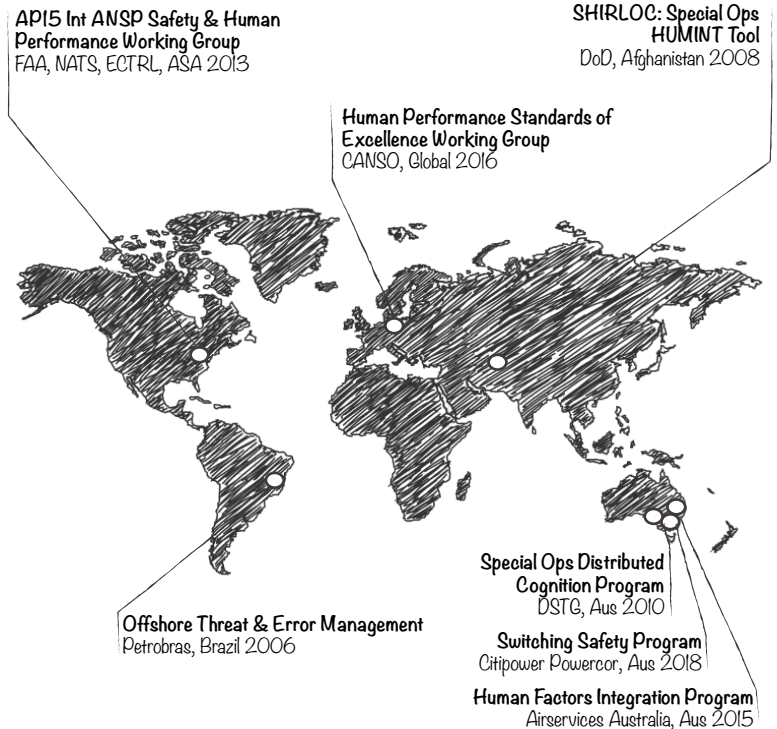 AP15 Int ANSP Safety & Human
Performance Working Group
FAA, NATS, ECTRL, ASA 2013
SHIRLOC: Special Ops
HUMINT Tool
DoD, Afghanistan 2008
Human Performance Standards of
Excellence Working Group
CANSO, Global 2016
Special Ops Distributed
Cognition Program
DSTG, Aus 2010
Offshore Threat & Error Management
Petrobras, Brazil 2006
Switching Safety Program
Citipower Powercor, Aus 2018
Human Factors Integration Program
Airservices Australia, Aus 2015